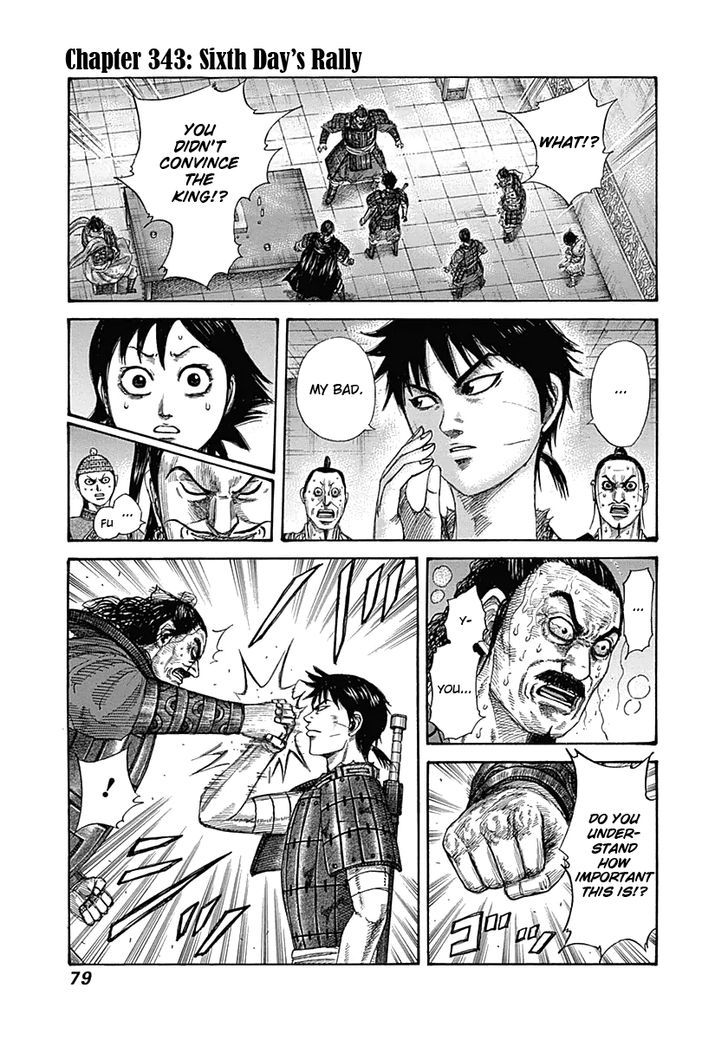 Chapter 343: Sixth Day's Rally
WHAT!?
YOU
DIDN'T
CONVINCE
THE
KING!?
...
MY BAD.
...
FU
...
Y-
YOU...
DO YOU
UNDER-
STAND
HOW
IMPORTANT
THIS IS!?
!
79